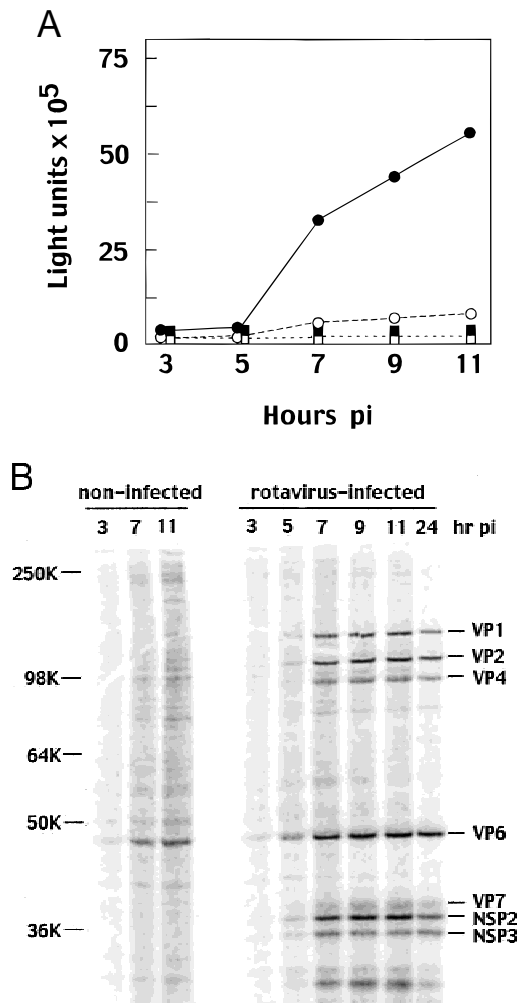 A
75
50
25
0
Light units x 10⁵
3 5 7 9 11
Hours pi
B
non-infected rotavirus-infected
3 7 11 3 5 7 9 11 24 hr pi
250K
VP1
VP2
98K VP4
64K
50K
VP6
VP7
NSP2
36K NSP3